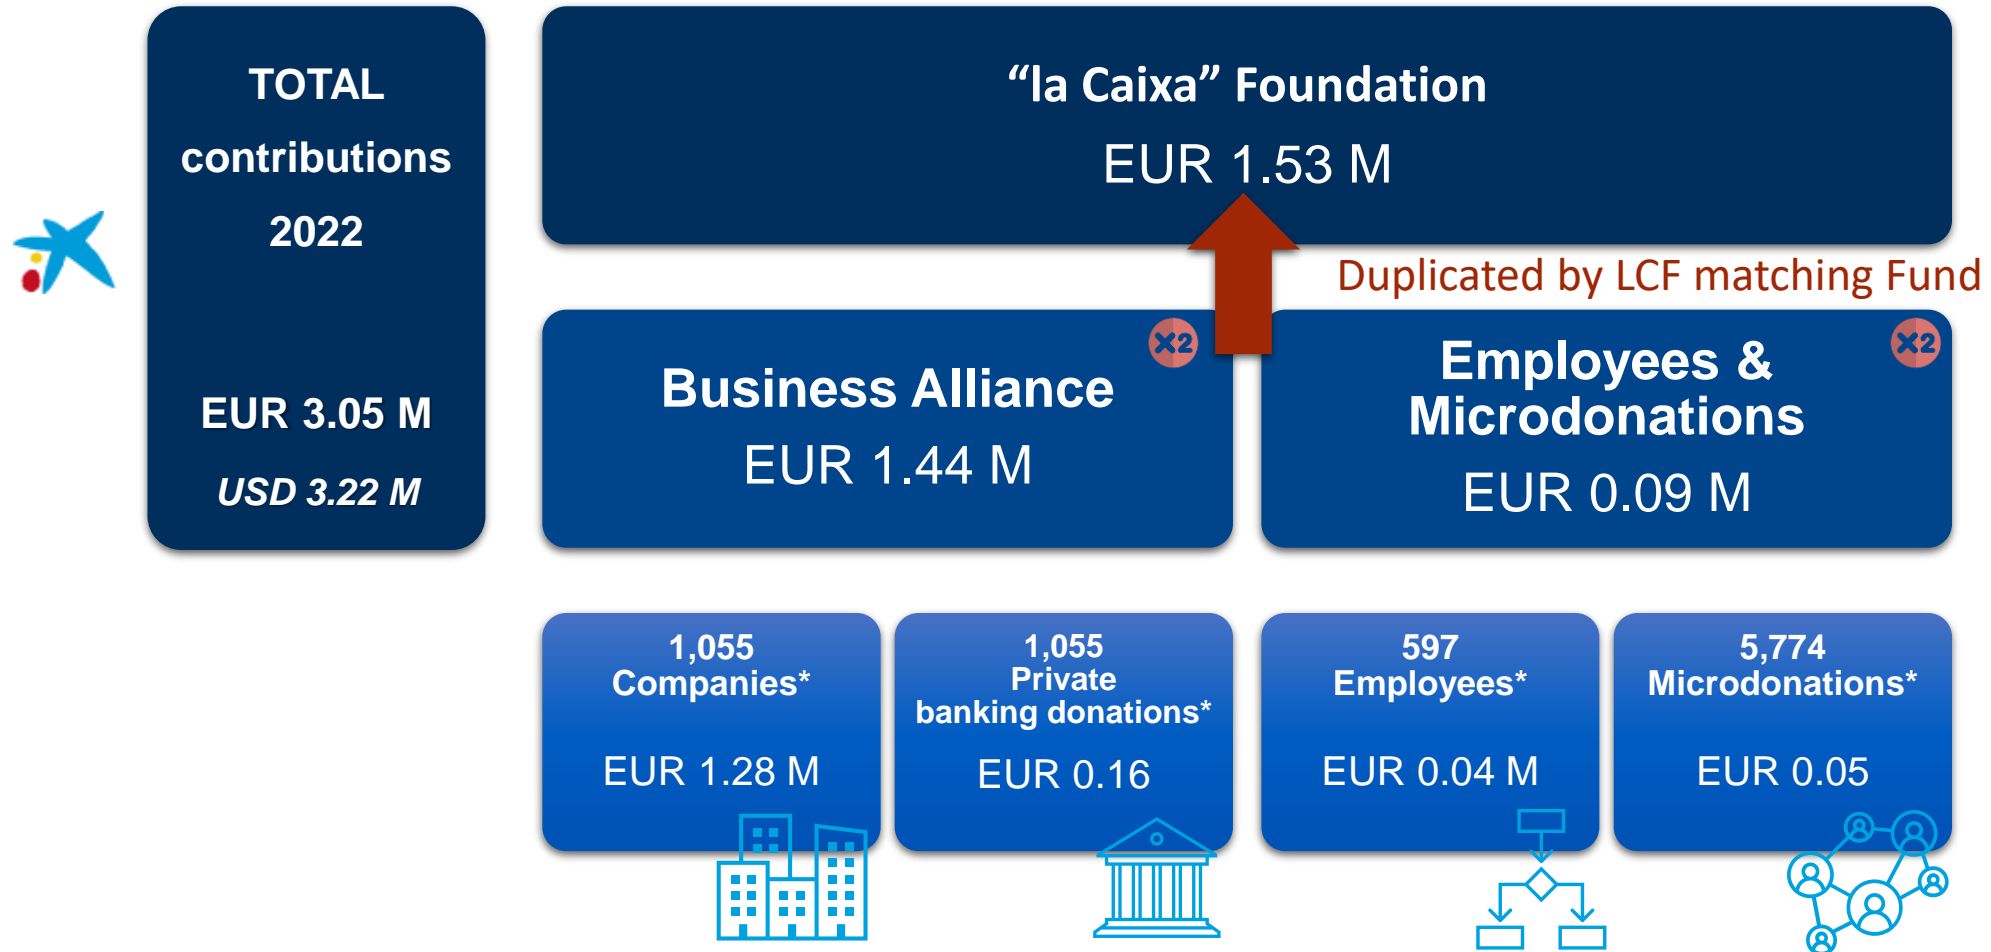 TOTAL
contributions
2022
EUR 3.05 M
USD 3.22 M
“la Caixa” Foundation
EUR 1.53 M
Duplicated by LCF matching Fund
Business Alliance
EUR 1.44 M
×2
Employees &
Microdonations
EUR 0.09 M
×2
1,055
Companies*
EUR 1.28 M
1,055
Private
banking donations*
EUR 0.16
597
Employees*
EUR 0.04 M
5,774
Microdonations*
EUR 0.05